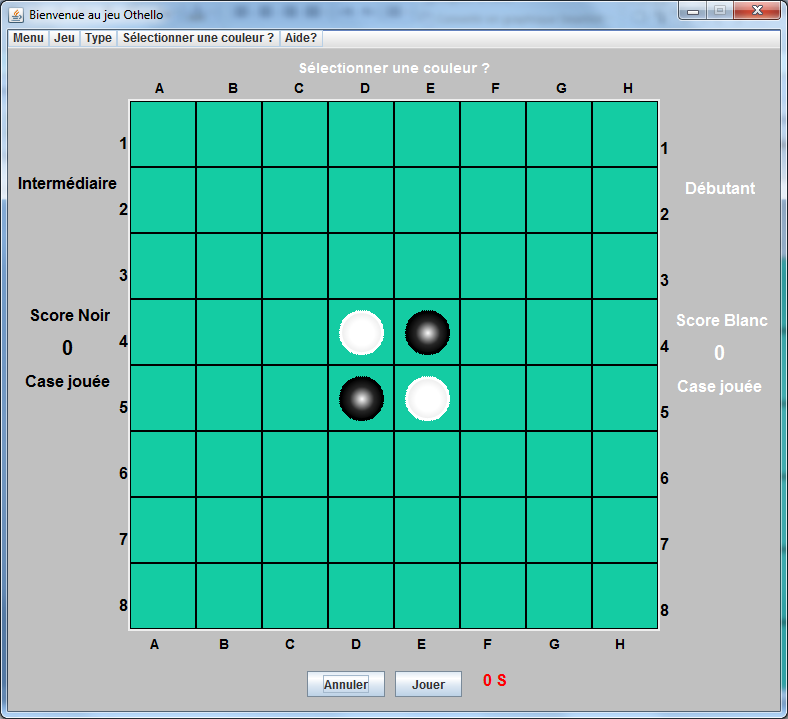 Bienvenue au jeu Othello
Menu Jeu Type Sélectionner une couleur ? Aide?
Sélectionner une couleur ?
A B C D E F G H
1 1
Intermédiaire Débutant
2 2
3 3
Score Noir Score Blanc
0 0
4 4
Case jouée Case jouée
5 5
6 6
7 7
8 8
A B C D E F G H
Annuler Jouer 0 S